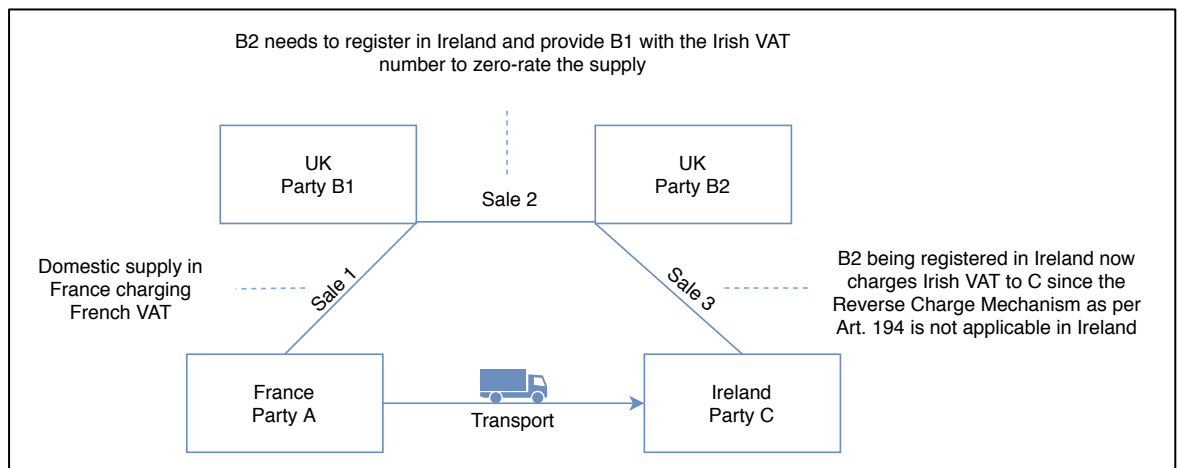 B2 needs to register in Ireland and provide B1 with the Irish VAT
number to zero-rate the supply
UK
Party B1
UK
Party B2
Sale 2
Domestic supply in
France charging
French VAT
Sale 1
Sale 3
B2 being registered in Ireland now
charges Irish VAT to C since the
Reverse Charge Mechanism as per
Art. 194 is not applicable in Ireland
France
Party A
Transport
Ireland
Party C